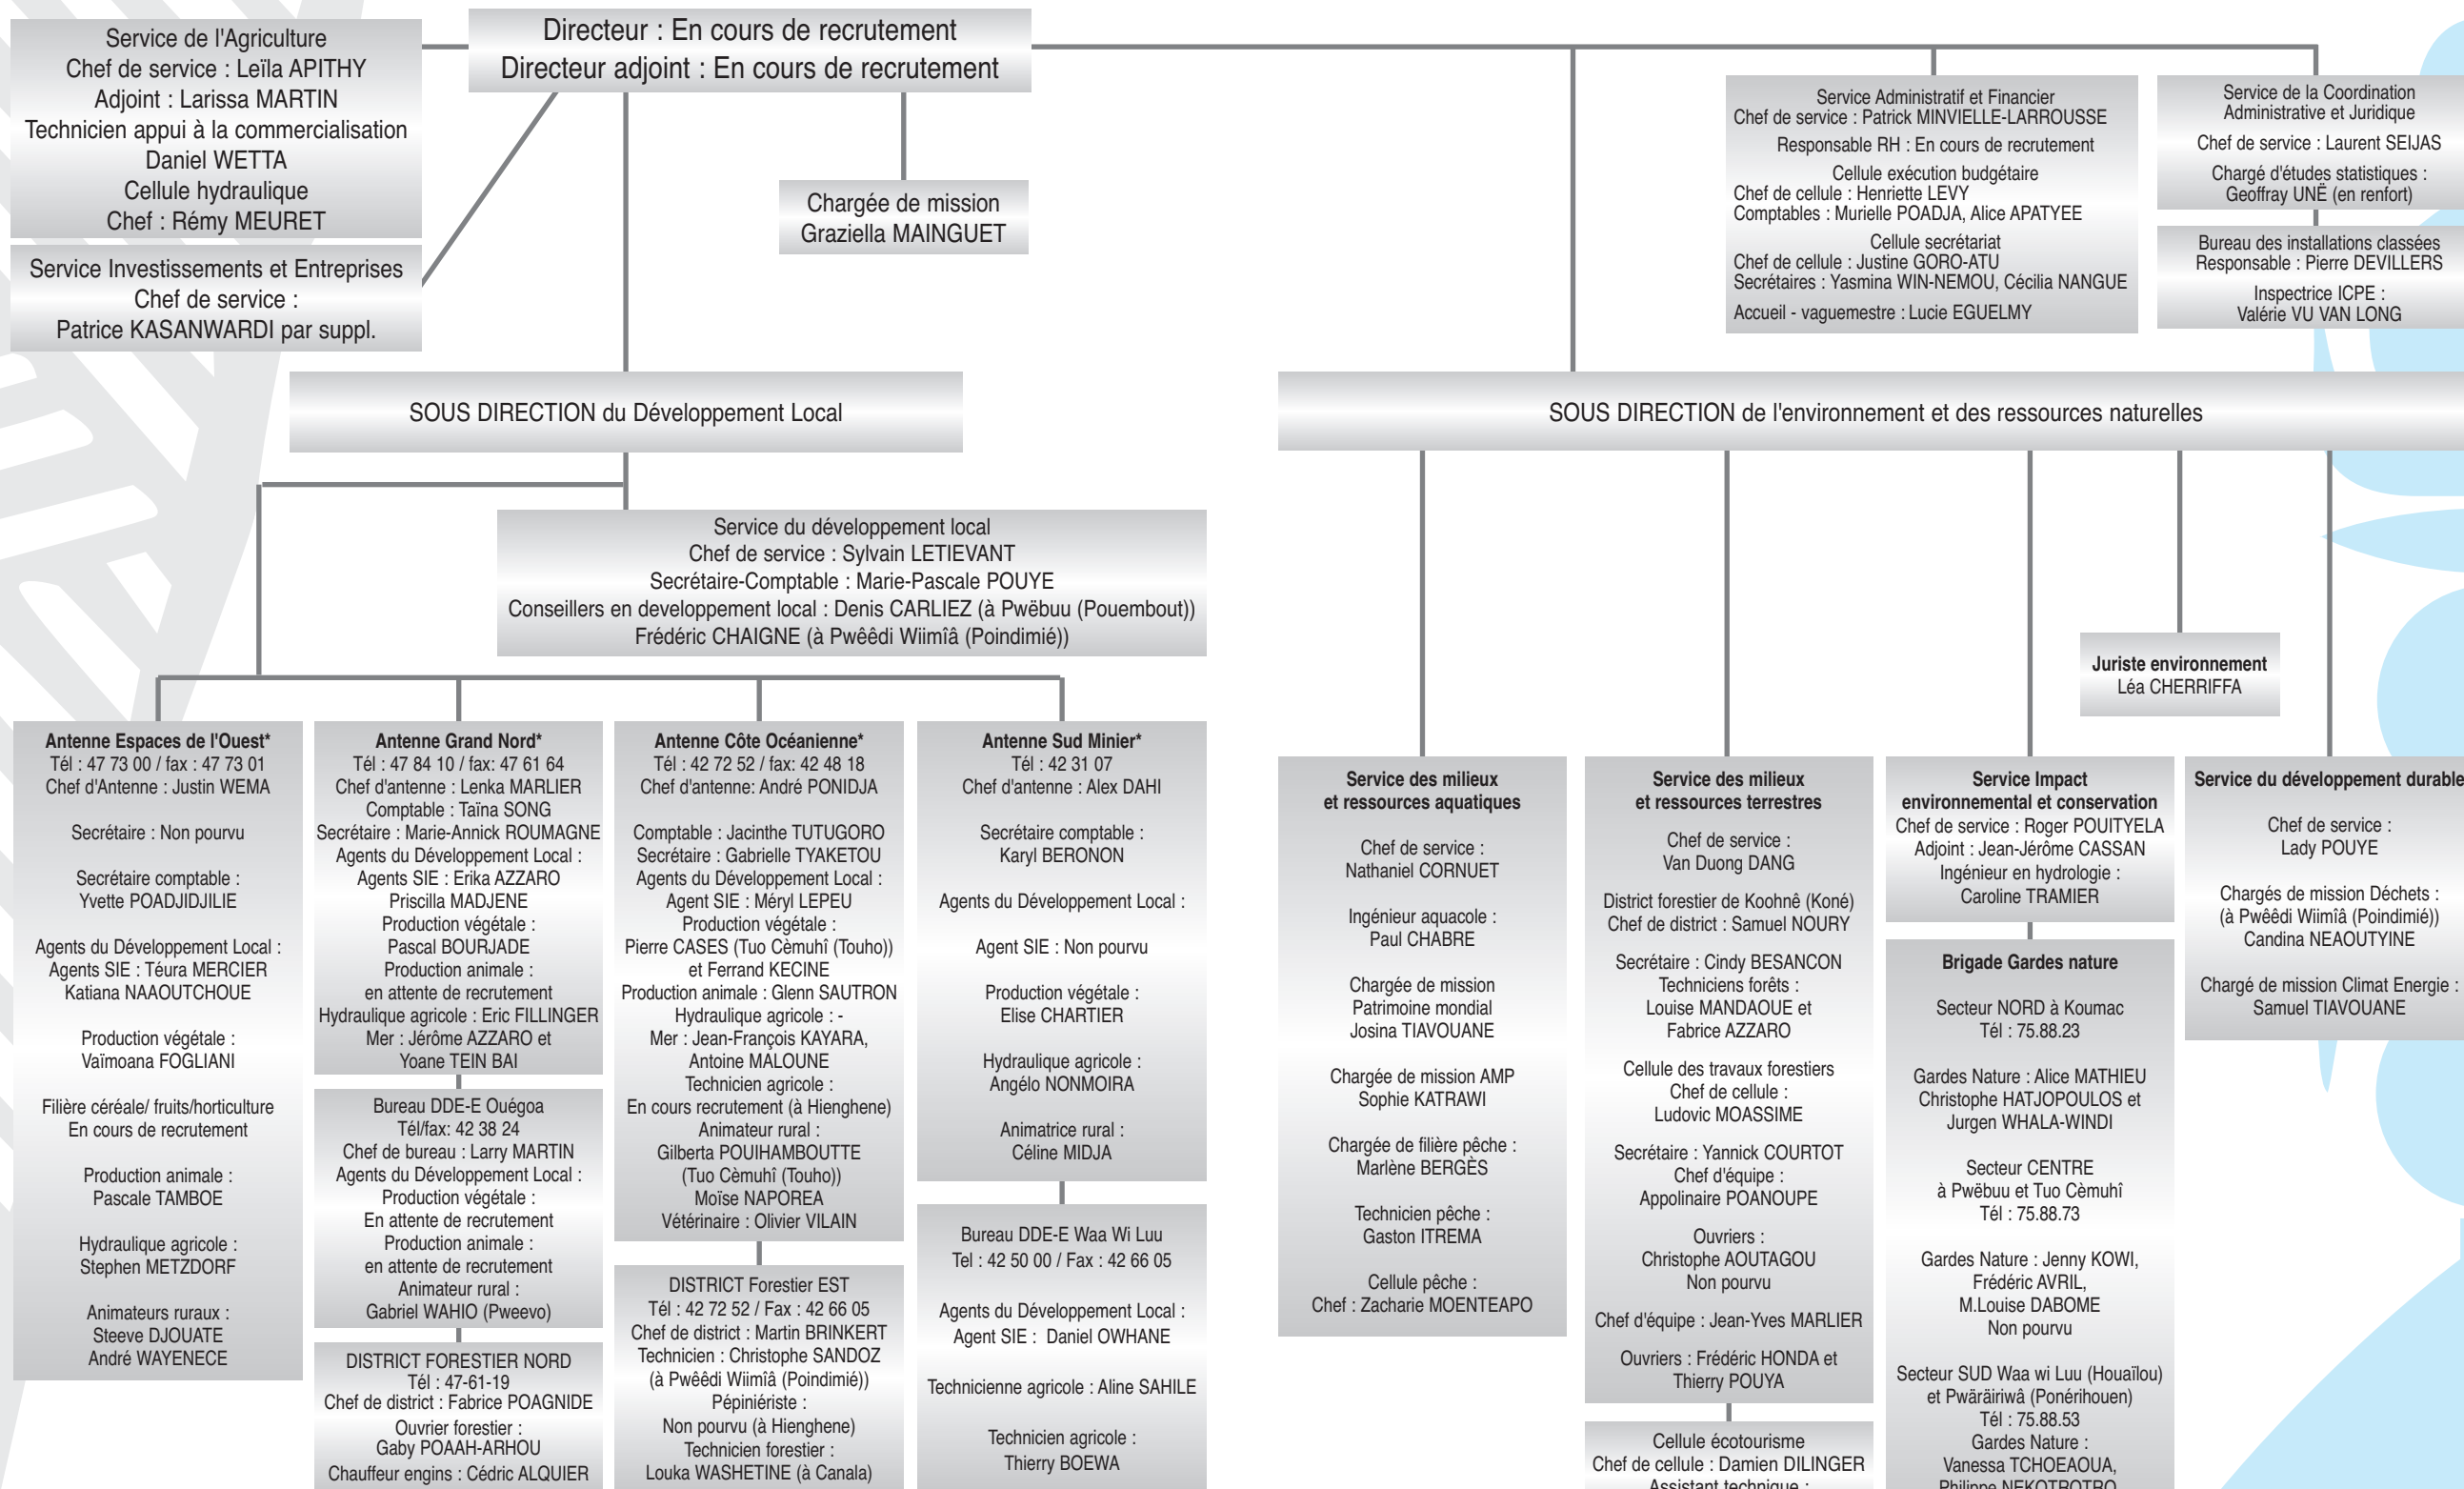 Service de l'Agriculture
Chef de service : Leïla APITHY
Adjoint : Larissa MARTIN
Technicien appui à la commercialisation
Daniel WETTA
Cellule hydraulique
Chef : Rémy MEURET
Service Investissements et Entreprises
Chef de service :
Patrice KASANWARDI par suppl.
Directeur : En cours de recrutement
Directeur adjoint : En cours de recrutement
Chargée de mission
Graziella MAINGUET
Service Administratif et Financier
Chef de service : Patrick MINVIELLE-LARROUSSE
Responsable RH : En cours de recrutement
Cellule exécution budgétaire
Chef de cellule : Henriette LEVY
Comptables : Murielle POADJA, Alice APATYEE
Cellule secrétariat
Chef de cellule : Justine GORO-ATU
Secrétaires : Yasmina WIN-NEMOU, Cécilia NANGUE
Accueil - vaguemestre : Lucie EGUELMY
Service de la Coordination
Administrative et Juridique
Chef de service : Laurent SEIJAS
Chargé d'études statistiques :
Geoffray UNË (en renfort)
Bureau des installations classées
Responsable : Pierre DEVILLERS
Inspectrice ICPE :
Valérie VU VAN LONG
SOUS DIRECTION du Développement Local
SOUS DIRECTION de l'environnement et des ressources naturelles
Service du développement local
Chef de service : Sylvain LETIEVANT
Secrétaire-Comptable : Marie-Pascale POUYE
Conseillers en developpement local : Denis CARLIEZ (à Pwëbuu (Pouembout))
Frédéric CHAIGNE (à Pwêêdi Wiimîâ (Poindimié))
Juriste environnement
Léa CHERRIFFA
Antenne Espaces de l'Ouest*
Tél : 47 73 00 / fax : 47 73 01
Chef d'Antenne : Justin WEMA
Secrétaire : Non pourvu
Secrétaire comptable :
Yvette POADJIDJILIE
Agents du Développement Local :
Agents SIE : Téura MERCIER
Katiana NAAOUTCHOUE
Production végétale :
Vaïmoana FOGLIANI
Filière céréale/ fruits/horticulture
En cours de recrutement
Production animale :
Pascale TAMBOE
Hydraulique agricole :
Stephen METZDORF
Animateurs ruraux :
Steeve DJOUATE
André WAYENECE
Antenne Grand Nord*
Tél : 47 84 10 / fax: 47 61 64
Chef d'antenne : Lenka MARLIER
Comptable : Taïna SONG
Secrétaire : Marie-Annick ROUMAGNE
Agents du Développement Local :
Agents SIE : Erika AZZARO
Priscilla MADJENE
Production végétale :
Pascal BOURJADE
Production animale :
en attente de recrutement
Hydraulique agricole : Eric FILLINGER
Mer : Jérôme AZZARO et
Yoane TEIN BAI
Bureau DDE-E Ouégoa
Tél/fax: 42 38 24
Chef de bureau : Larry MARTIN
Agents du Développement Local :
Production végétale :
En attente de recrutement
Production animale :
en attente de recrutement
Animateur rural :
Gabriel WAHIO (Pweevo)
DISTRICT FORESTIER NORD
Tél : 47-61-19
Chef de district : Fabrice POAGNIDE
Ouvrier forestier :
Gaby POAAH-ARHOU
Chauffeur engins : Cédric ALQUIER
Antenne Côte Océanienne*
Tél : 42 72 52 / fax: 42 48 18
Chef d'antenne: André PONIDJA
Comptable : Jacinthe TUTUGORO
Secrétaire : Gabrielle TYAKETOU
Agents du Développement Local :
Agent SIE : Méryl LEPEU
Production végétale :
Pierre CASES (Tuo Cèmuhî (Touho))
et Ferrand KECINE
Production animale : Glenn SAUTRON
Hydraulique agricole : -
Mer : Jean-François KAYARA,
Antoine MALOUNE
Technicien agricole :
En cours recrutement (à Hienghene)
Animateur rural :
Gilberta POUIHAMBOUTTE
(Tuo Cèmuhî (Touho))
Moïse NAPOREA
Vétérinaire : Olivier VILAIN
DISTRICT Forestier EST
Tél : 42 72 52 / Fax : 42 66 05
Chef de district : Martin BRINKERT
Technicien : Christophe SANDOZ
(à Pwêêdi Wiimîâ (Poindimié))
Pépiniériste :
Non pourvu (à Hienghene)
Technicien forestier :
Louka WASHETINE (à Canala)
Antenne Sud Minier*
Tél : 42 31 07
Chef d'antenne : Alex DAHI
Secrétaire comptable :
Karyl BERONON
Agents du Développement Local :
Agent SIE : Non pourvu
Production végétale :
Elise CHARTIER
Hydraulique agricole :
Angélo NONMOIRA
Animatrice rural :
Céline MIDJA
Bureau DDE-E Waa Wi Luu
Tel : 42 50 00 / Fax : 42 66 05
Agents du Développement Local :
Agent SIE : Daniel OWHANE
Technicienne agricole : Aline SAHILE
Technicien agricole :
Thierry BOEWA
Service des milieux
et ressources aquatiques
Chef de service :
Nathaniel CORNUET
Ingénieur aquacole :
Paul CHABRE
Chargée de mission
Patrimoine mondial
Josina TIAVOUANE
Chargée de mission AMP
Sophie KATRAWI
Chargée de filière pêche :
Marlène BERGÈS
Technicien pêche :
Gaston ITREMA
Cellule pêche :
Chef : Zacharie MOENTEAPO
Service des milieux
et ressources terrestres
Chef de service :
Van Duong DANG
District forestier de Koohnê (Koné)
Chef de district : Samuel NOURY
Secrétaire : Cindy BESANCON
Techniciens forêts :
Louise MANDAOUE et
Fabrice AZZARO
Cellule des travaux forestiers
Chef de cellule :
Ludovic MOASSIME
Secrétaire : Yannick COURTOT
Chef d'équipe :
Appolinaire POANOUPE
Ouvriers :
Christophe AOUTAGOU
Non pourvu
Chef d'équipe : Jean-Yves MARLIER
Ouvriers : Frédéric HONDA et
Thierry POUYA
Cellule écotourisme
Chef de cellule : Damien DILINGER
Assistant technique :
Service Impact
environnemental et conservation
Chef de service : Roger POUITYELA
Adjoint : Jean-Jérôme CASSAN
Ingénieur en hydrologie :
Caroline TRAMIER
Brigade Gardes nature
Secteur NORD à Koumac
Tél : 75.88.23
Gardes Nature : Alice MATHIEU
Christophe HATJOPOULOS et
Jurgen WHALA-WINDI
Secteur CENTRE
à Pwëbuu et Tuo Cèmuhî
Tél : 75.88.73
Gardes Nature : Jenny KOWI,
Frédéric AVRIL,
M.Louise DABOME
Non pourvu
Secteur SUD Waa wi Luu (Houaïlou)
et Pwäräiriwâ (Ponérihouen)
Tél : 75.88.53
Gardes Nature :
Vanessa TCHOEAOUA,
Philippe NEKOTROTRO
Service du développement durable
Chef de service :
Lady POUYE
Chargés de mission Déchets :
(à Pwêêdi Wiimîâ (Poindimié))
Candina NEAOUTYINE
Chargé de mission Climat Energie :
Samuel TIAVOUANE